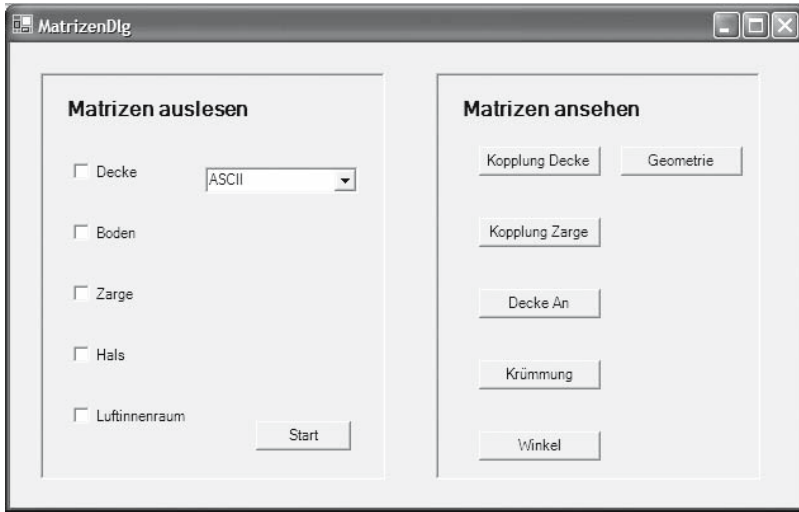 MatrizenDlg
Matrizen auslesen
Decke
ASCII
Boden
Zarge
Hals
Luftinnenraum
Start
Matrizen ansehen
Kopplung Decke
Geometrie
Kopplung Zarge
Decke An
Krümmung
Winkel